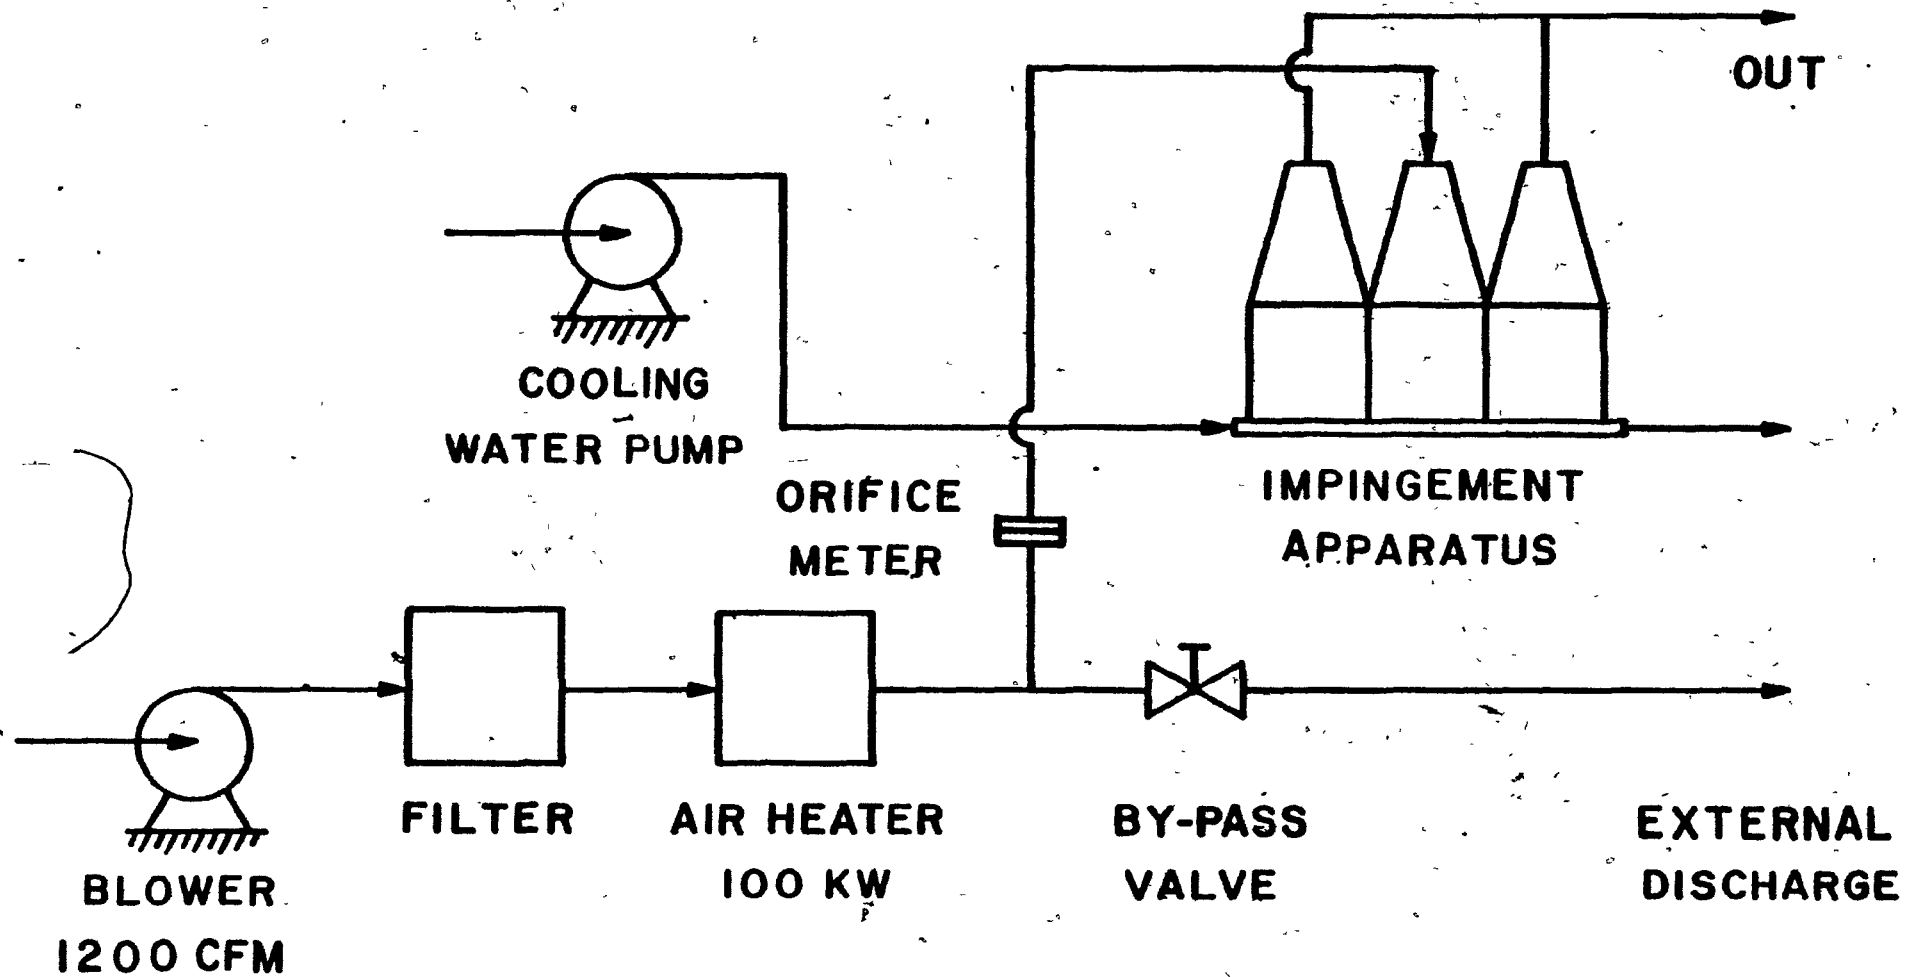 OUT
COOLING
WATER PUMP
ORIFICE
METER
IMPINGEMENT
APPARATUS
FILTER
AIR HEATER
100 KW
BY-PASS
VALVE
EXTERNAL
DISCHARGE
BLOWER
1200 CFM